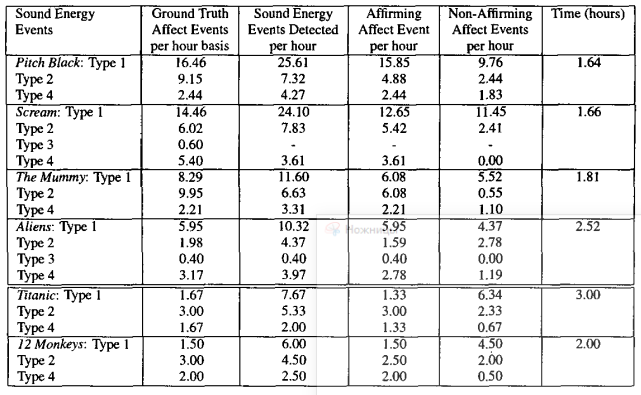 Sound Energy Events | Ground Truth Affect Events per hour basis | Sound Energy Events Detected per hour | Affirming Affect Event per hour | Non-Affirming Affect Events per hour | Time (hours)
Pitch Black: Type 1 | 16.46 | 25.61 | 15.85 | 9.76 | 1.64
Type 2 | 9.15 | 7.32 | 4.88 | 2.44
Type 4 | 2.44 | 4.27 | 2.44 | 1.83
Scream: Type 1 | 14.46 | 24.10 | 12.65 | 11.45 | 1.66
Type 2 | 6.02 | 7.83 | 5.42 | 2.41
Type 3 | 0.60 | - | - | -
Type 4 | 5.40 | 3.61 | 3.61 | 0.00
The Mummy: Type 1 | 8.29 | 11.60 | 6.08 | 5.52 | 1.81
Type 2 | 9.95 | 6.63 | 6.08 | 0.55
Type 4 | 2.21 | 3.31 | 2.21 | 1.10
Aliens: Type 1 | 5.95 | 10.32 | 5.95 | 4.37 | 2.52
Type 2 | 1.98 | 4.37 | 1.59 | 2.78
Type 3 | 0.40 | 0.40 | 0.40 | 0.00
Type 4 | 3.17 | 3.97 | 2.78 | 1.19
Titanic: Type 1 | 1.67 | 7.67 | 1.33 | 6.34 | 3.00
Type 2 | 3.00 | 5.33 | 3.00 | 2.33
Type 4 | 1.67 | 2.00 | 1.33 | 0.67
12 Monkeys: Type 1 | 1.50 | 6.00 | 1.50 | 4.50 | 2.00
Type 2 | 3.00 | 4.50 | 2.50 | 2.00
Type 4 | 2.00 | 2.50 | 2.00 | 0.50